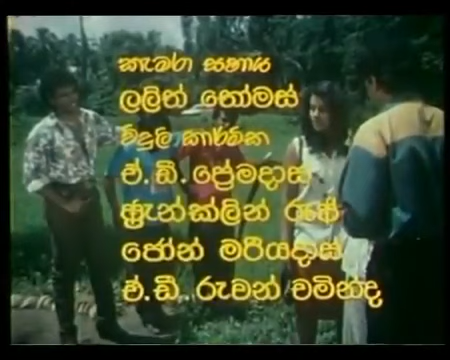 කැමරා සහාය
ලලින් තෝමස්
විදුලි කාර්මික
ඒ. ඩී. ප්‍රේමදාස
ෆ්‍රැන්ක්ලින්
ජෝන් මරියදාස්
ඒ. ඩී. රුවන් චමින්ද